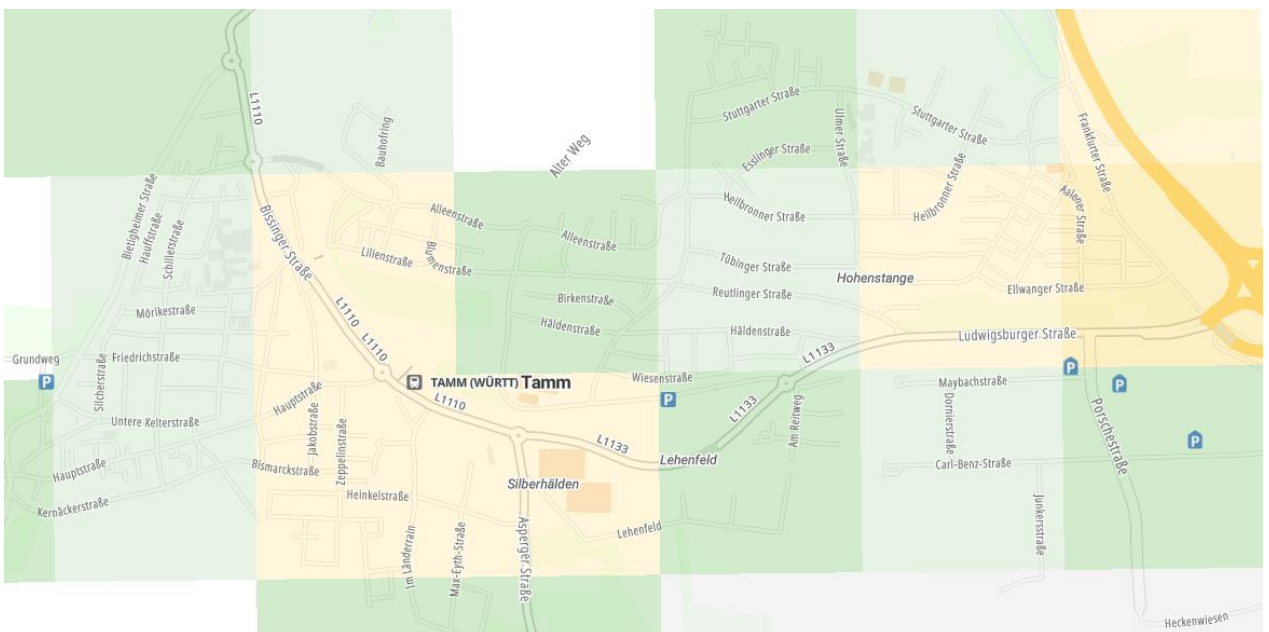 L1110
Bauhofring
Alter Weg
Stuttgarter Straße
Ulmer Straße
Stuttgarter Straße
Frankfurter Straße
Esslinger Straße
Bietigheimer Straße
Hauffstraße
Schillerstraße
Bissinger Straße
Alleenstraße
Alleenstraße
Heilbronner Straße
Heilbronner Straße
Aalener Straße
Lilienstraße
Blumenstraße
Tübinger Straße
Hohenstange
Reutlinger Straße
Ellwanger Straße
Birkenstraße
Mörikestraße
L1110
Häldenstraße
Häldenstraße
Ludwigsburger Straße
L1110
L1133
Grundweg
Friedrichstraße
P
TAMM (WÜRTT)
Tamm
Wiesenstraße
P
P
P
Maybachstraße
Silcherstraße
Hauptstraße
L1110
L1133
Am Reitweg
Dornierstraße
Porschestraße
Jakobstraße
Zeppelinstraße
Untere Kelterstraße
L1133
P
Lehenfeld
Hauptstraße
Bismarckstraße
Carl-Benz-Straße
Silberhälden
Heinkelstraße
Kernäckerstraße
Junkersstraße
Lehenfeld
Im Länderrain
Max-Eyth-Straße
Asperger Straße
Heckenwiesen